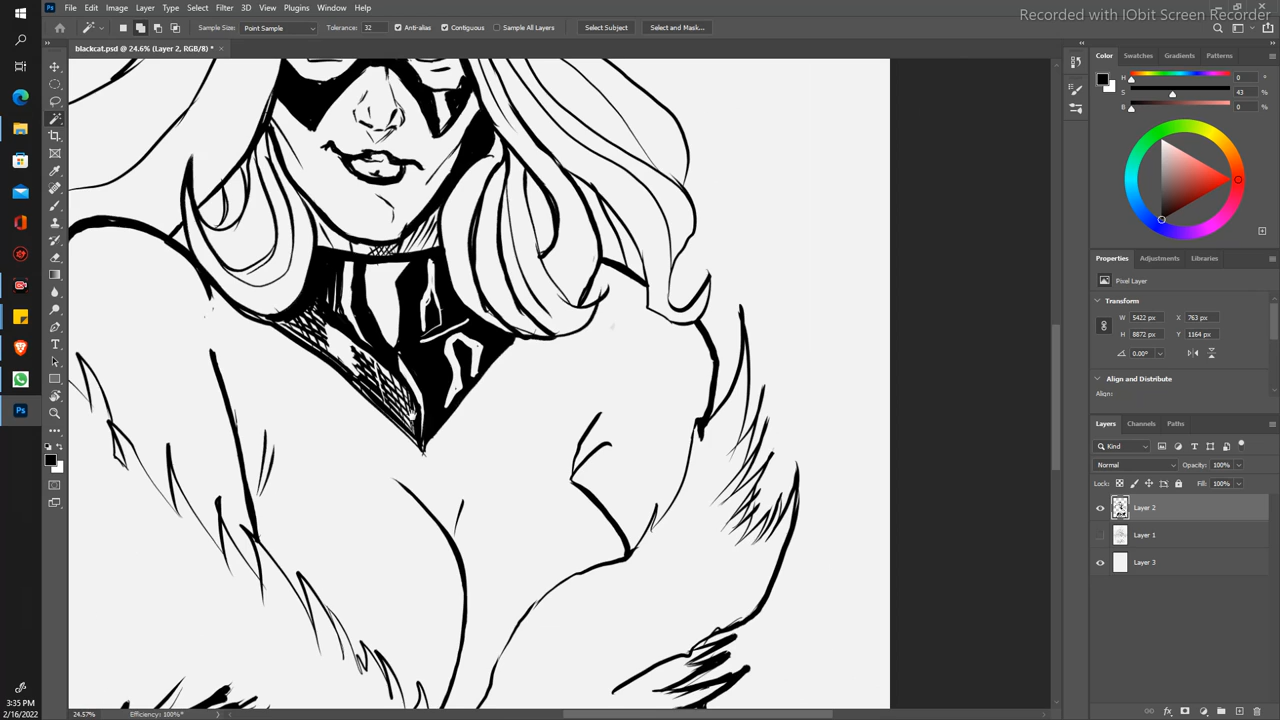 Recorded with IObit Screen Recorder
File Edit Image Layer Type Select Filter 3D View Plugins Window Help
Sample Size: Point Sample Tolerance: 32 Anti-alias Contiguous Sample All Layers Select Subject Select and Mask...
blackcat.psd @ 24.6% (Layer 2, RGB/8) *
Color Swatches Gradients Patterns
H 0 °
S 43 %
B 0 %
Properties Adjustments Libraries
Pixel Layer
Transform
W 5422 px X 763 px
H 8872 px Y 1164 px
0.00°
Align and Distribute
Align:
Layers Channels Paths
Kind
Normal Opacity: 100%
Lock: Fill: 100%
Layer 2
Layer 1
Layer 3
24.57% Efficiency: 100%*
3:35 PM
2/16/2022